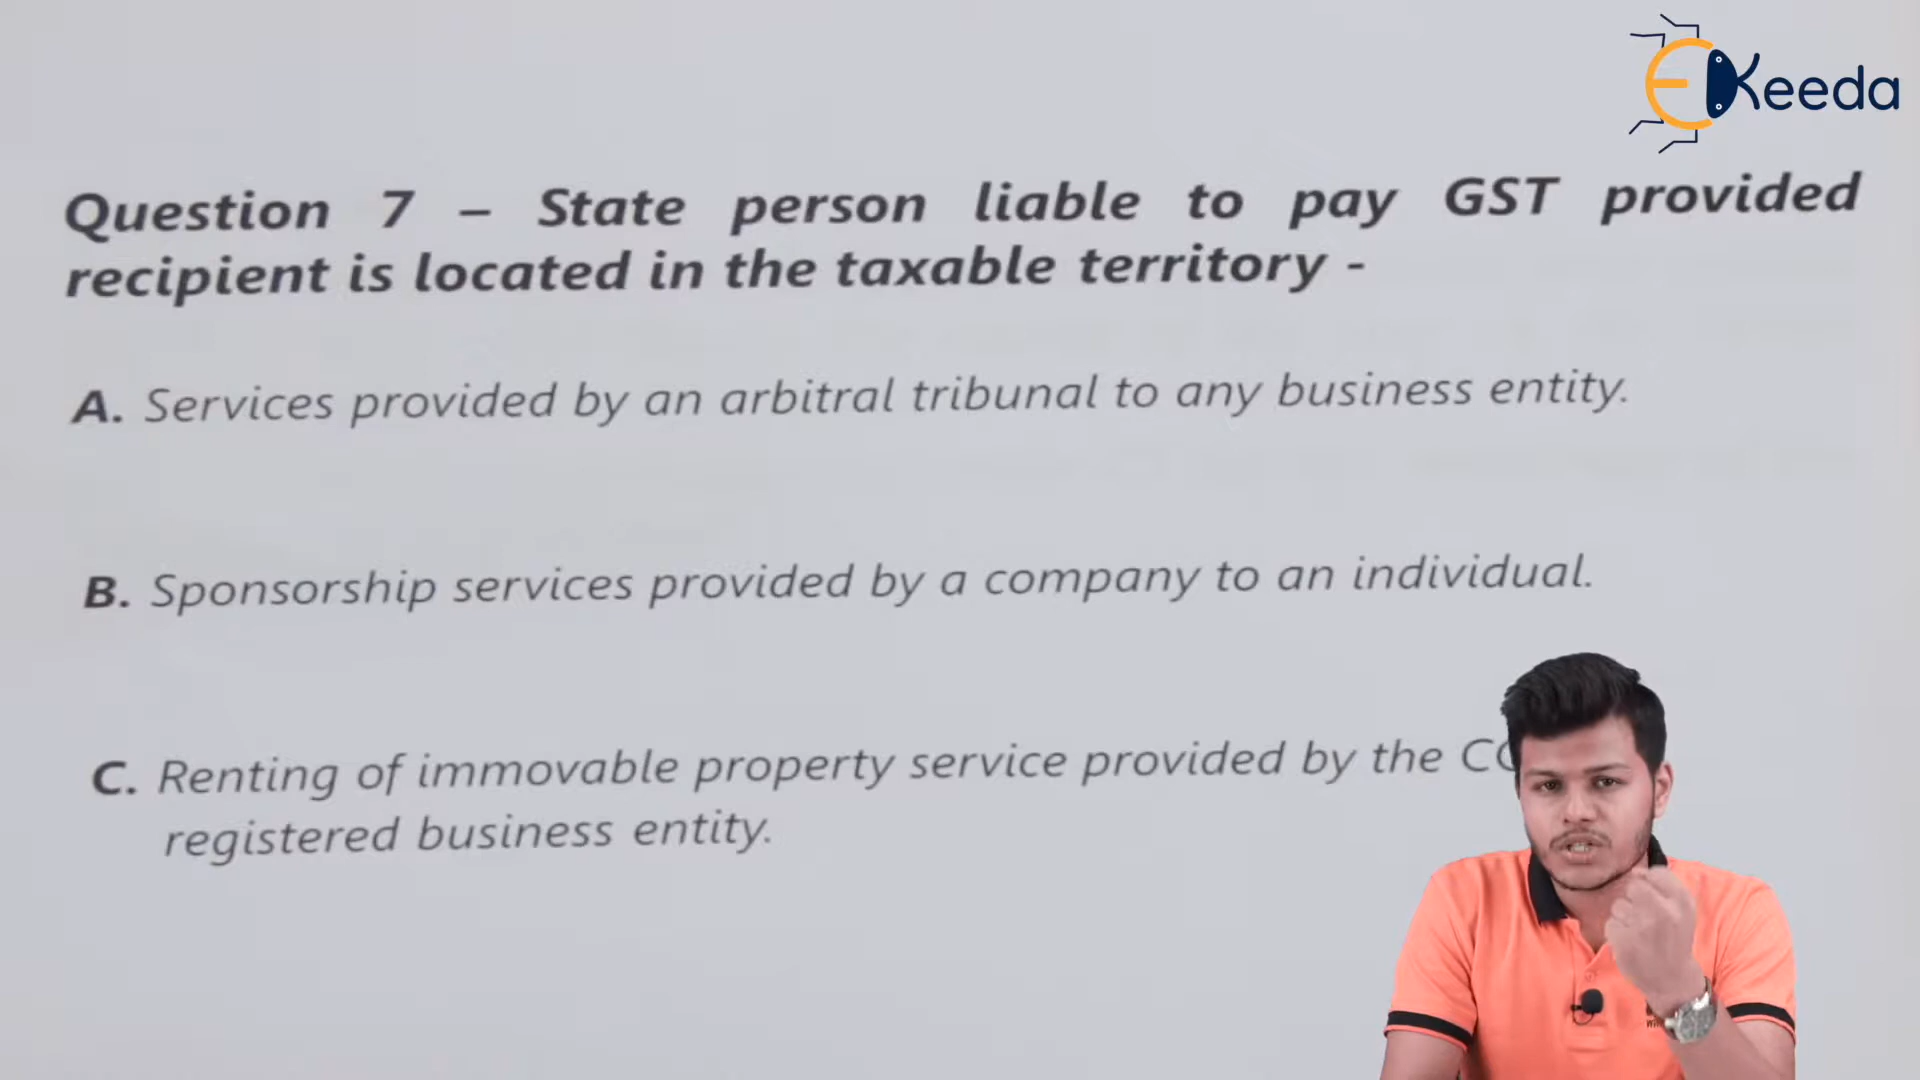 EKeeda
Question 7 – State person liable to pay GST provided
recipient is located in the taxable territory -
A. Services provided by an arbitral tribunal to any business entity.
B. Sponsorship services provided by a company to an individual.
C. Renting of immovable property service provided by the
registered business entity.